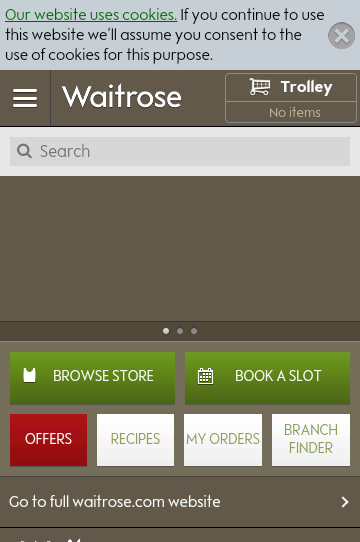 Our website uses cookies. If you continue to use
this website we'll assume you consent to the
use of cookies for this purpose.
Waitrose
Trolley
No items
Search
BROWSE STORE
BOOK A SLOT
OFFERS
RECIPES
MY ORDERS
BRANCH
FINDER
Go to full waitrose.com website